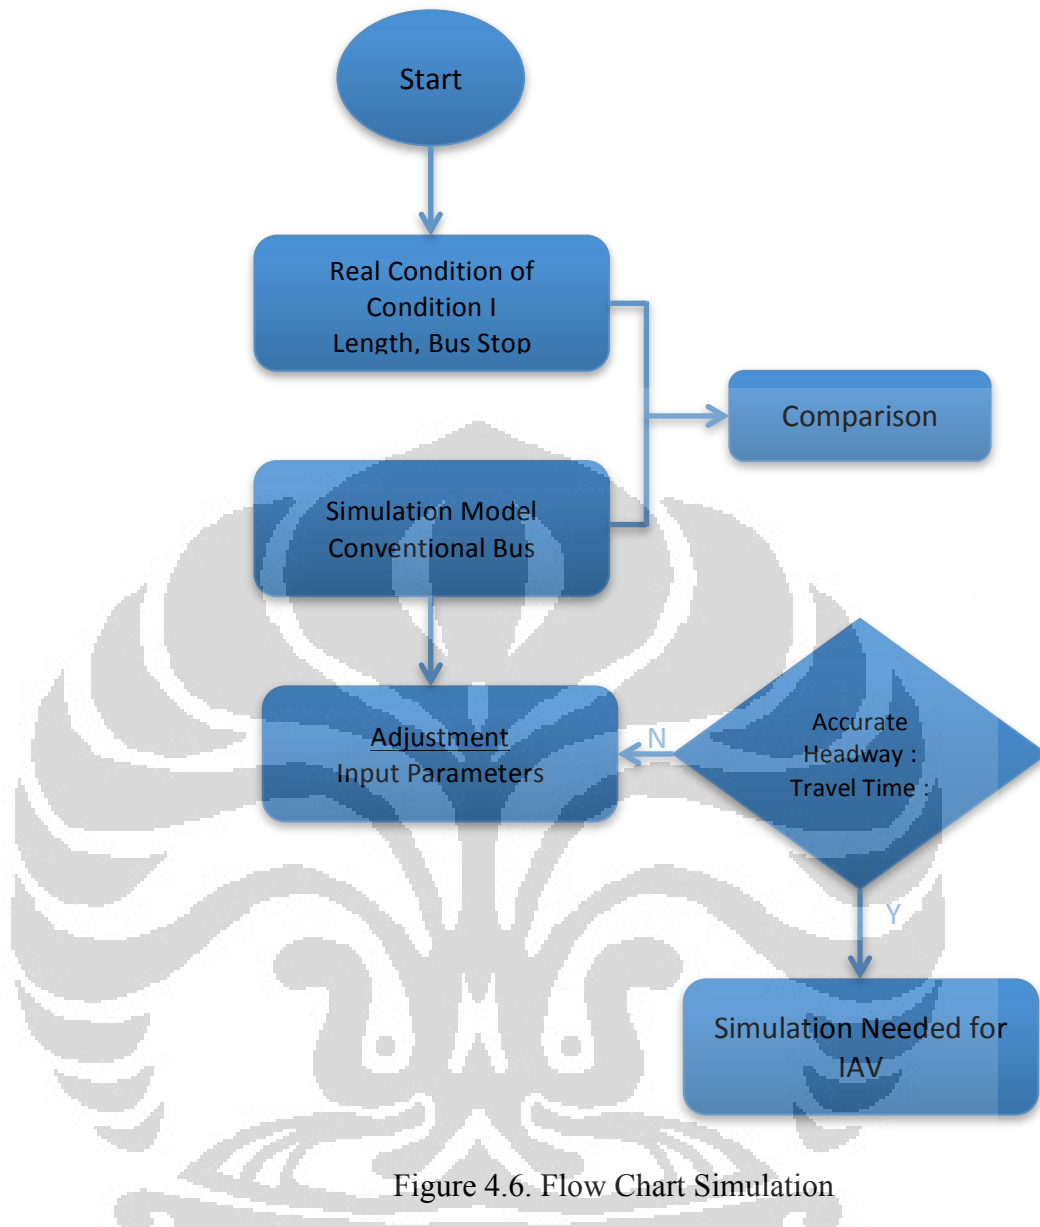 Start
Real Condition of
Condition I
Length, Bus Stop
Comparison
Simulation Model
Conventional Bus
Adjustment
Input Parameters
N
Accurate
Headway :
Travel Time :
Y
Simulation Needed for
IAV
Figure 4.6. Flow Chart Simulation